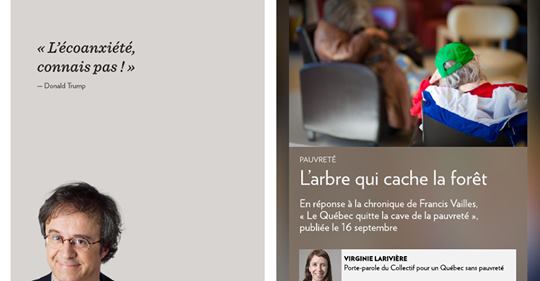 « L’écoanxiété,
connais pas ! »
— Donald Trump
PAUVRETÉ
L’arbre qui cache la forêt
En réponse à la chronique de Francis Vailles,
« Le Québec quitte la cave de la pauvreté »,
publiée le 16 septembre
VIRGINIE LARIVIÈRE
Porte-parole du Collectif pour un Québec sans pauvreté